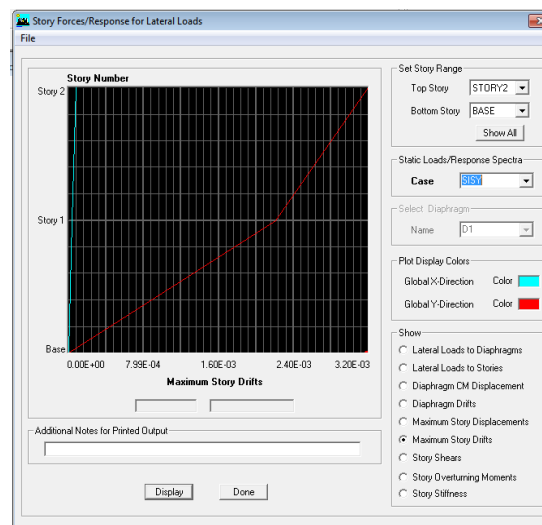 Story Forces/Response for Lateral Loads
File
Story Number
Story 2
Story 1
Base
0.00E+00 7.99E-04 1.60E-03 2.40E-03 3.20E-03
Maximum Story Drifts
Additional Notes for Printed Output
Display Done
Set Story Range
Top Story STORY2
Bottom Story BASE
Show All
Static Loads/Response Spectra
Case SISY
Select Diaphragm
Name D1
Plot Display Colors
Global X-Direction Color
Global Y-Direction Color
Show
Lateral Loads to Diaphragms
Lateral Loads to Stories
Diaphragm CM Displacement
Diaphragm Drifts
Maximum Story Displacements
Maximum Story Drifts
Story Shears
Story Overturning Moments
Story Stiffness